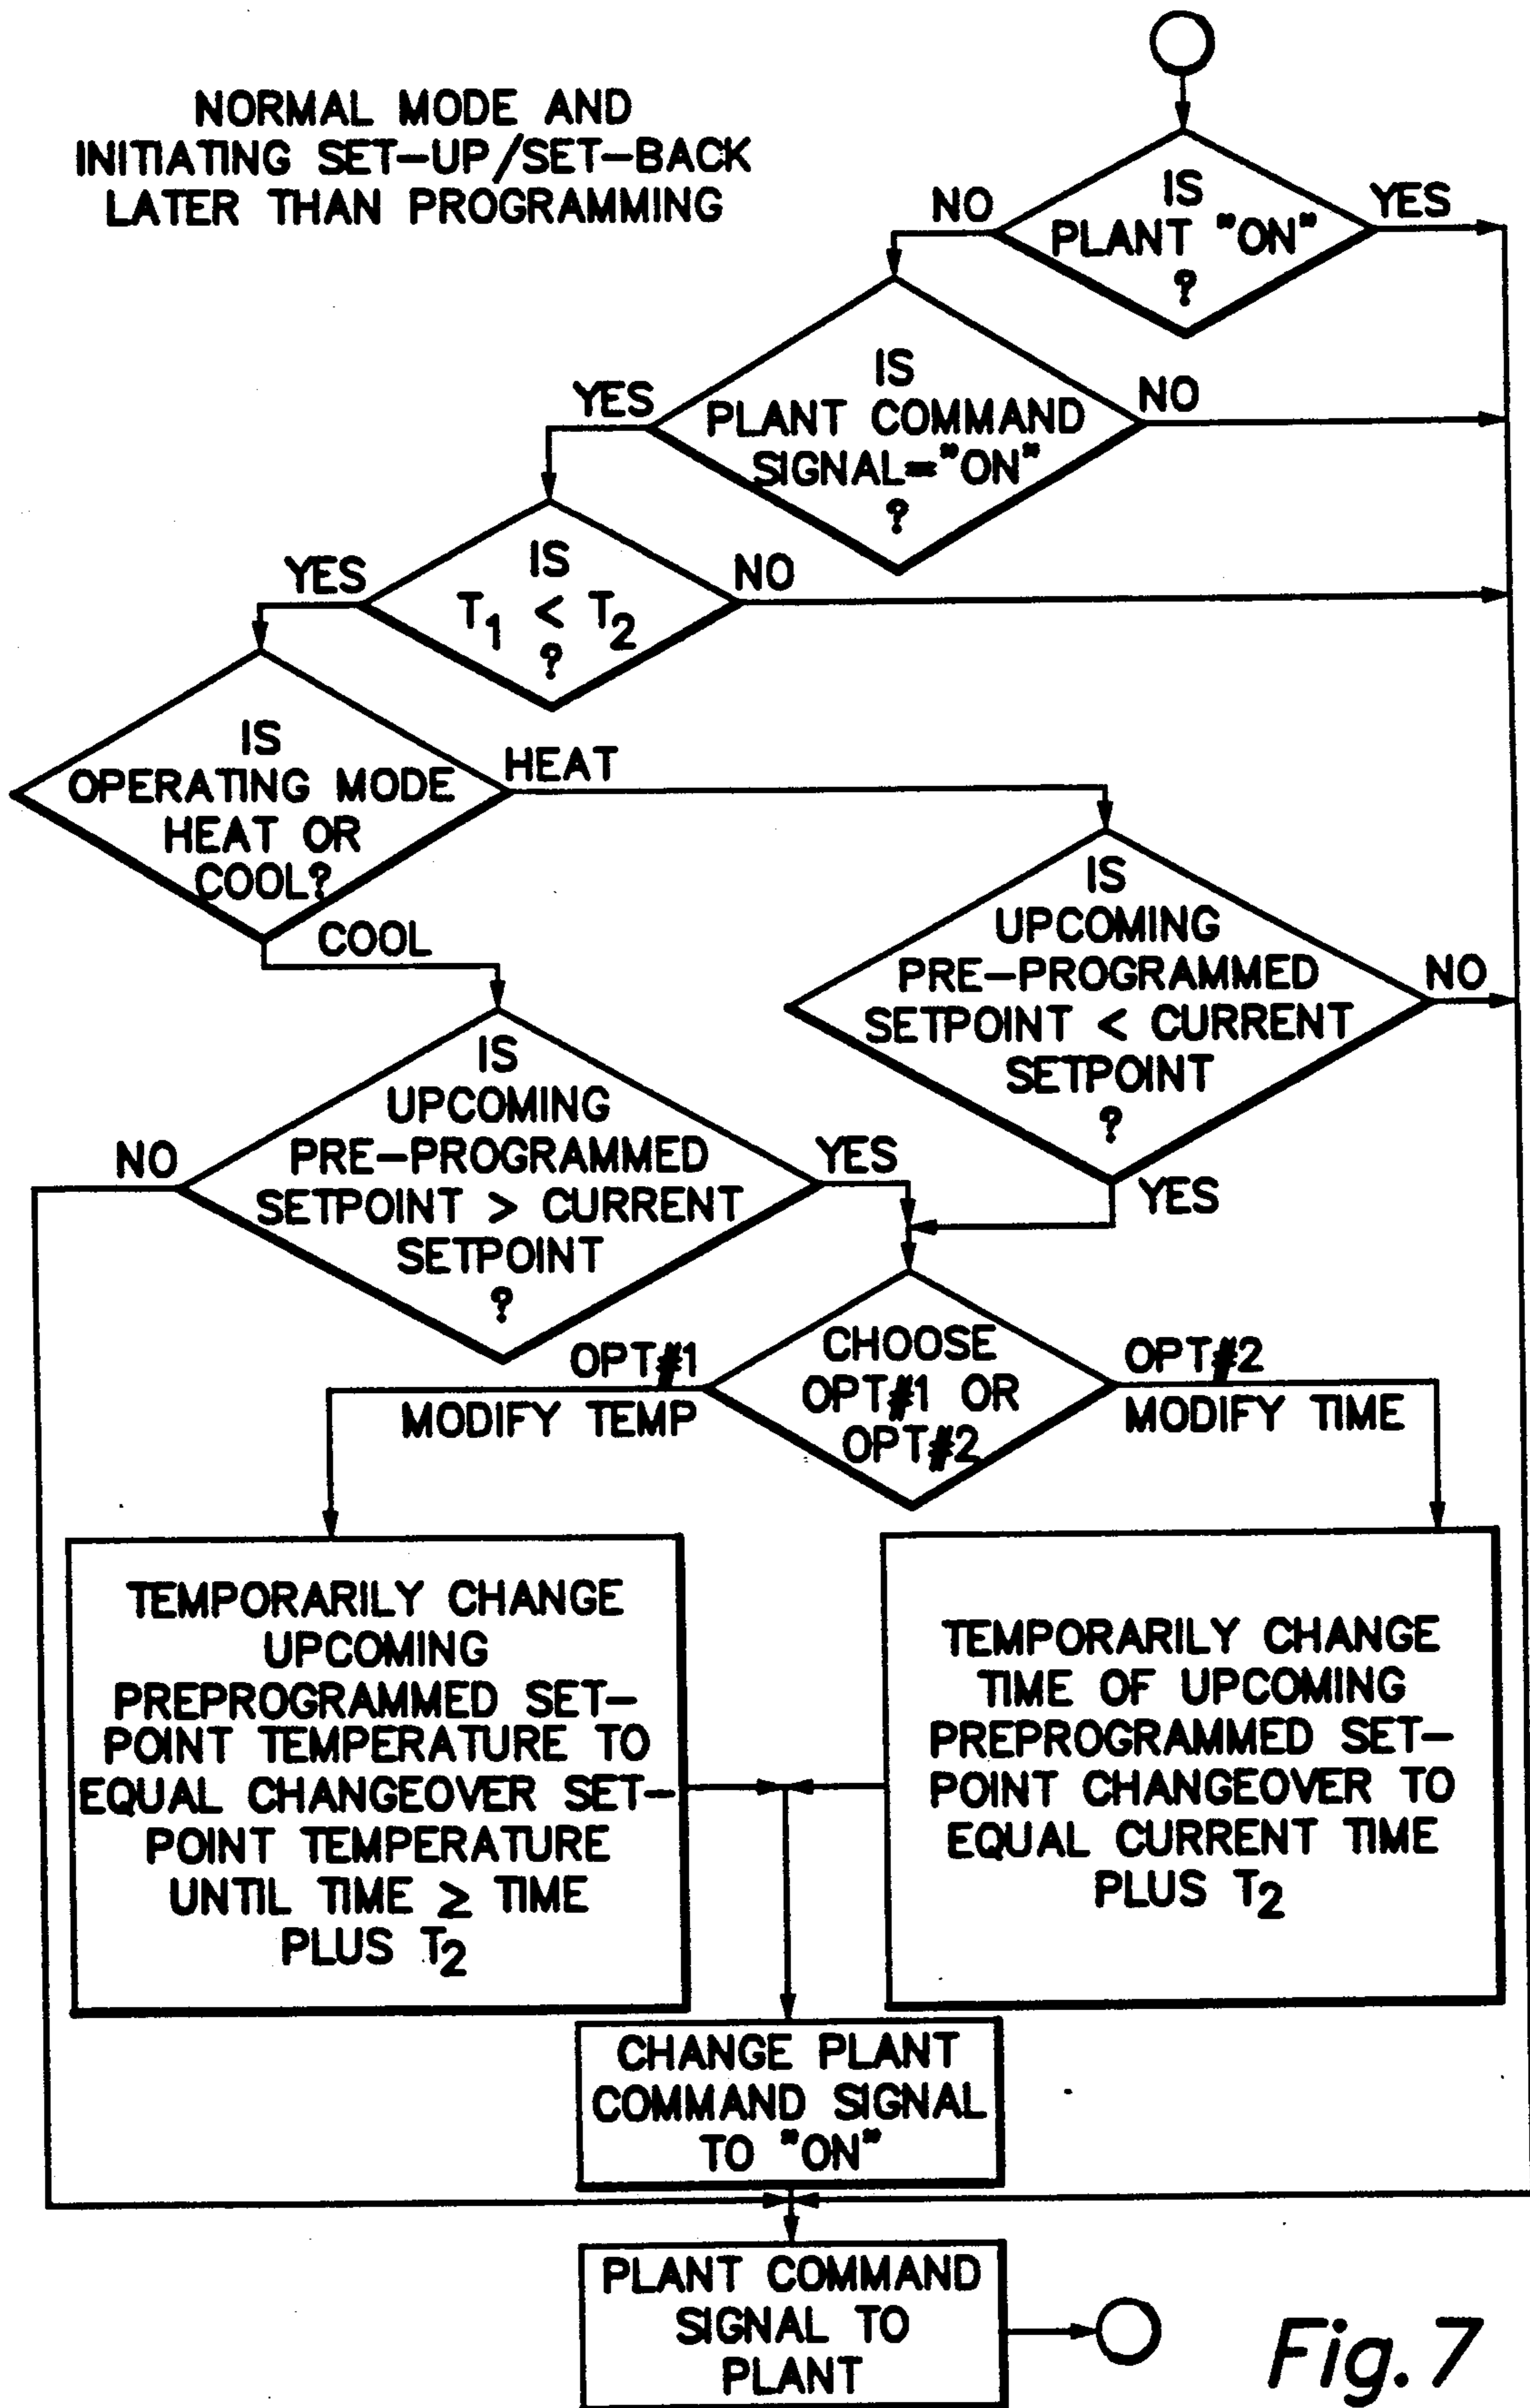 NORMAL MODE AND
INITIATING SET-UP/SET-BACK
LATER THAN PROGRAMMING
IS
PLANT "ON"
?
NO
YES
IS
PLANT COMMAND
SIGNAL="ON"
?
YES
NO
IS
T1 < T2
?
YES
NO
IS
OPERATING MODE
HEAT OR
COOL?
HEAT
COOL
IS
UPCOMING
PRE-PROGRAMMED
SETPOINT < CURRENT
SETPOINT
?
NO
YES
IS
UPCOMING
PRE-PROGRAMMED
SETPOINT > CURRENT
SETPOINT
?
NO
YES
CHOOSE
OPT#1 OR
OPT#2
OPT#1
MODIFY TEMP
OPT#2
MODIFY TIME
TEMPORARILY CHANGE
UPCOMING
PREPROGRAMMED SET-
POINT TEMPERATURE TO
EQUAL CHANGEOVER SET-
POINT TEMPERATURE
UNTIL TIME ≥ TIME
PLUS T2
TEMPORARILY CHANGE
TIME OF UPCOMING
PREPROGRAMMED SET-
POINT CHANGEOVER TO
EQUAL CURRENT TIME
PLUS T2
CHANGE PLANT
COMMAND SIGNAL
TO "ON"
PLANT COMMAND
SIGNAL TO
PLANT
Fig.7